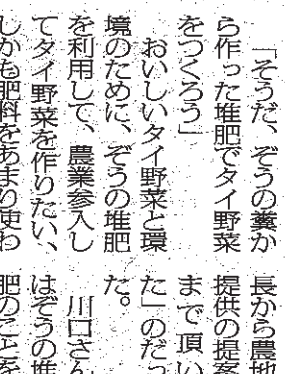 「そうだ、ぞうの糞か
ら作った堆肥でタイ野菜
をつくろう」
おいしいタイ野菜と環
境のために、ぞうの堆肥
を利用して、農業参入し
てタイ野菜を作りたい、
しかも肥料をあまり使わ
長から農地
提供の提案
まで頂い
た」のだっ
た。
川口さん
はぞうの堆
肥のことを